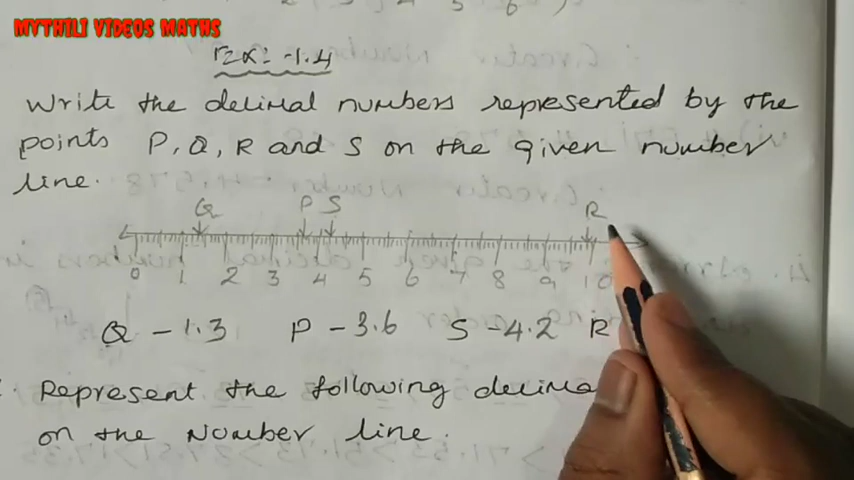 MYTHILI VIDEOS MATHS
Ex: -1.4
Write the decimal numbers represented by the
points P, Q, R and S on the given number
line.
Q P S R
0 1 2 3 4 5 6 7 8 9 10
Q - 1.3 P - 3.6 S - 4.2 R
Represent the following decima
on the Number line.